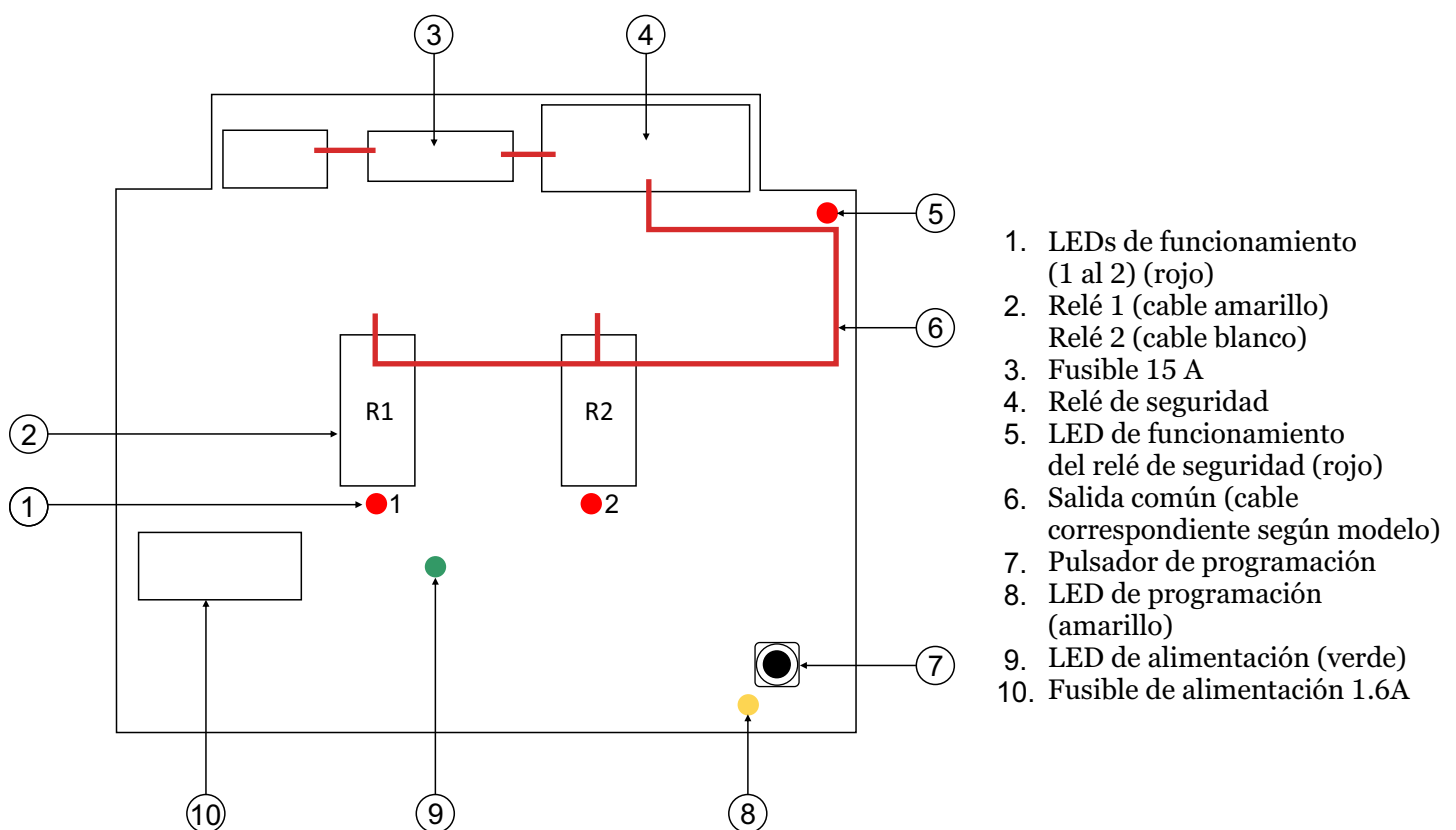 3
4
5
6
R1
R2
2
1
1
2
7
10
9
8
1. LEDs de funcionamiento
(1 al 2) (rojo)
2. Relé 1 (cable amarillo)
Relé 2 (cable blanco)
3. Fusible 15 A
4. Relé de seguridad
5. LED de funcionamiento
del relé de seguridad (rojo)
6. Salida común (cable
correspondiente según modelo)
7. Pulsador de programación
8. LED de programación
(amarillo)
9. LED de alimentación (verde)
10. Fusible de alimentación 1.6A